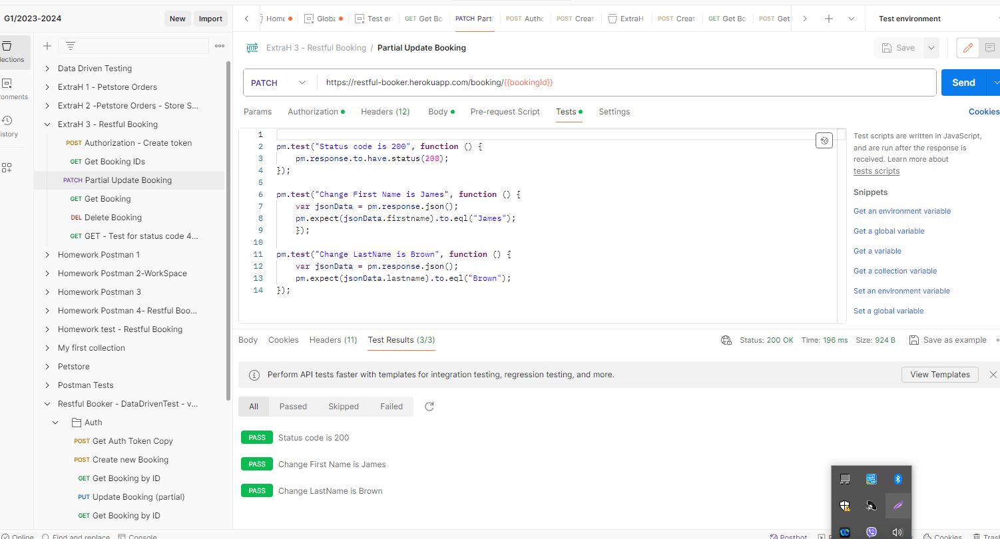 G1/2023-2024
New
Import
Home
Globa
Test er
GET Get Bo
PATCH Parti
POST Autho
POST Creat
ExtraH
POST Creat
GET Get Bo
POST Get
Test environment
ExtraH 3 - Restful Booking / Partial Update Booking
Save
PATCH
https://restful-booker.herokuapp.com/booking/{{bookingId}}
Send
Params
Authorization
Headers (12)
Body
Pre-request Script
Tests
Settings
Cookies
lections
ronments
istory
Data Driven Testing
ExtraH 1 - Petstore Orders
ExtraH 2 -Petstore Orders - Store S...
ExtraH 3 - Restful Booking
POST Authorization - Create token
GET Get Booking IDs
PATCH Partial Update Booking
GET Get Booking
DEL Delete Booking
GET GET - Test for status code 4...
Homework Postman 1
Homework Postman 2-WorkSpace
Homework Postman 3
Homework Postman 4- Restful Boo...
Homework test - Restful Booking
My first collection
Petstore
Postman Tests
Restful Booker - DataDrivenTest - v...
Auth
POST Get Auth Token Copy
POST Create new Booking
GET Get Booking by ID
PUT Update Booking (partial)
GET Get Booking by ID
1
2 pm.test("Status code is 200", function () {
3 pm.response.to.have.status(200);
4 });
5
6 pm.test("Change First Name is James", function () {
7 var jsonData = pm.response.json();
8 pm.expect(jsonData.firstname).to.eql("James");
9 });
10
11 pm.test("Change LastName is Brown", function () {
12 var jsonData = pm.response.json();
13 pm.expect(jsonData.lastname).to.eql("Brown");
14 });
Test scripts are written in JavaScript,
and are run after the response is
received. Learn more about
tests scripts
Snippets
Get an environment variable
Get a global variable
Get a variable
Get a collection variable
Set an environment variable
Set a global variable
Body
Cookies
Headers (11)
Test Results (3/3)
Status: 200 OK
Time: 196 ms
Size: 924 B
Save as example
Perform API tests faster with templates for integration testing, regression testing, and more.
View Templates
All
Passed
Skipped
Failed
PASS Status code is 200
PASS Change First Name is James
PASS Change LastName is Brown
Online
Find and replace
Console
Postbot
Cookies
Trash